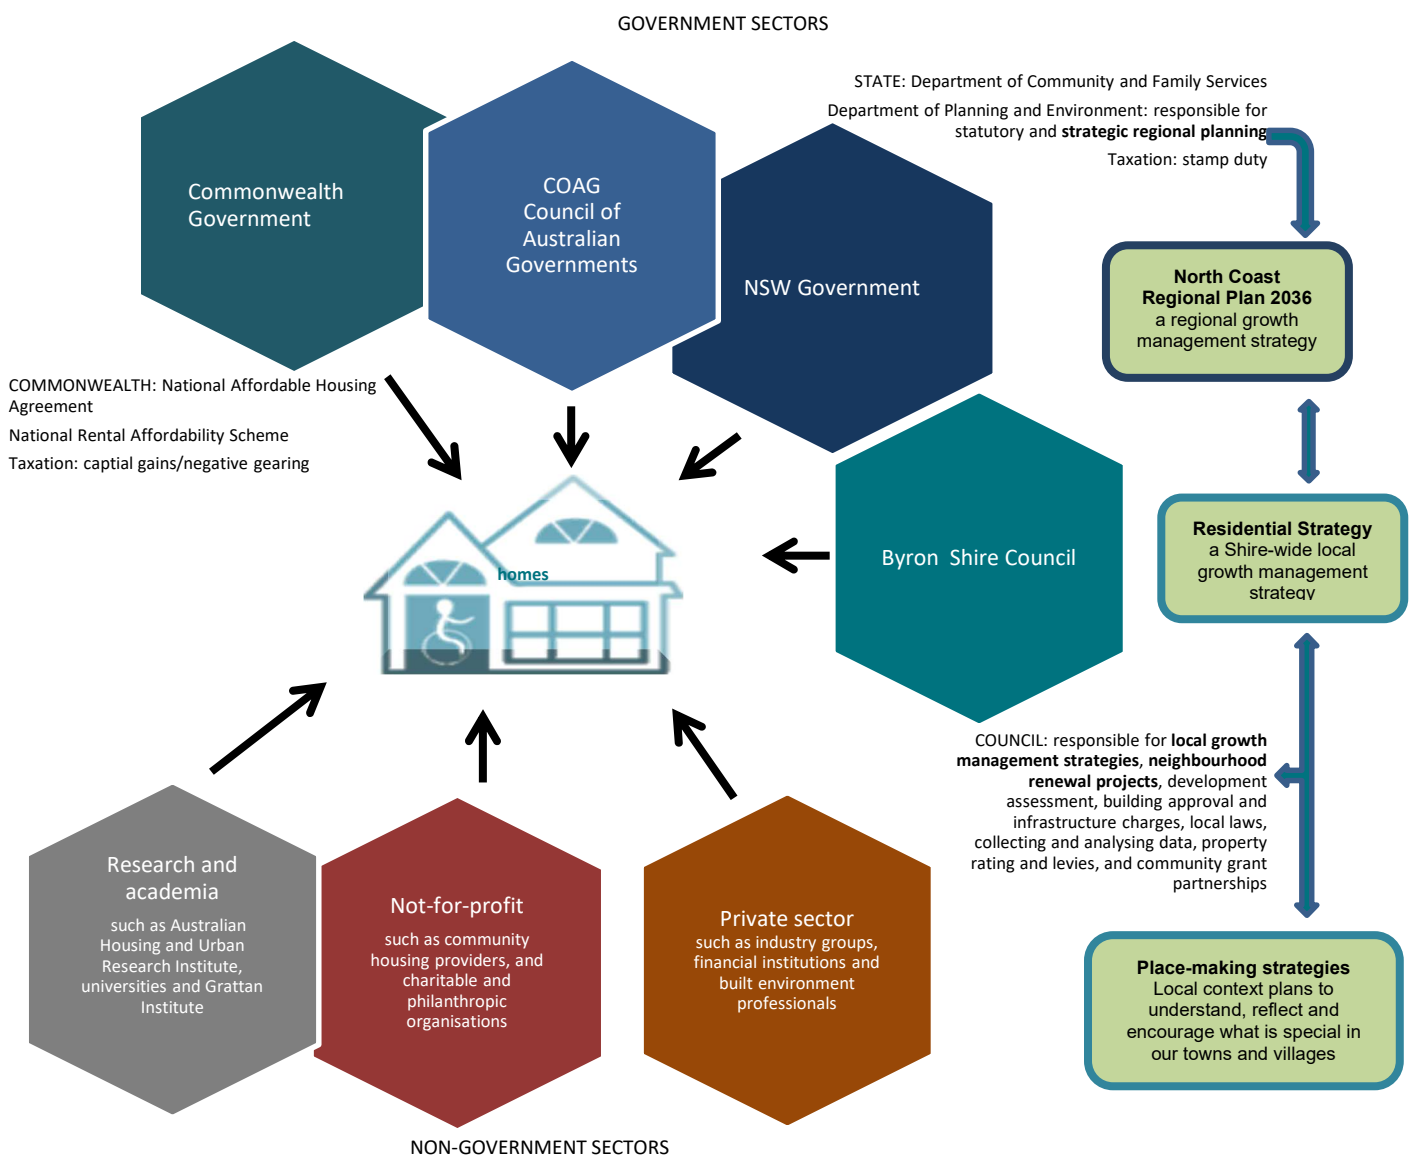 GOVERNMENT SECTORS
Commonwealth
Government
COAG
Council of
Australian
Governments
NSW Government
STATE: Department of Community and Family Services
Department of Planning and Environment: responsible for
statutory and strategic regional planning
Taxation: stamp duty
North Coast
Regional Plan 2036
a regional growth
management strategy
COMMONWEALTH: National Affordable Housing
Agreement
National Rental Affordability Scheme
Taxation: captial gains/negative gearing
homes
Byron  Shire Council
Residential Strategy
a Shire-wide local
growth management
strategy
COUNCIL: responsible for local growth
management strategies, neighbourhood
renewal projects, development
assessment, building approval and
infrastructure charges, local laws,
collecting and analysing data, property
rating and levies, and community grant
partnerships
Research and
academia
such as Australian
Housing and Urban
Research Institute,
universities and Grattan
Institute
Not-for-profit
such as community
housing providers, and
charitable and
philanthropic
organisations
Private sector
such as industry groups,
financial institutions and
built environment
professionals
Place-making strategies
Local context plans to
understand, reflect and
encourage what is special in
our towns and villages
NON-GOVERNMENT SECTORS